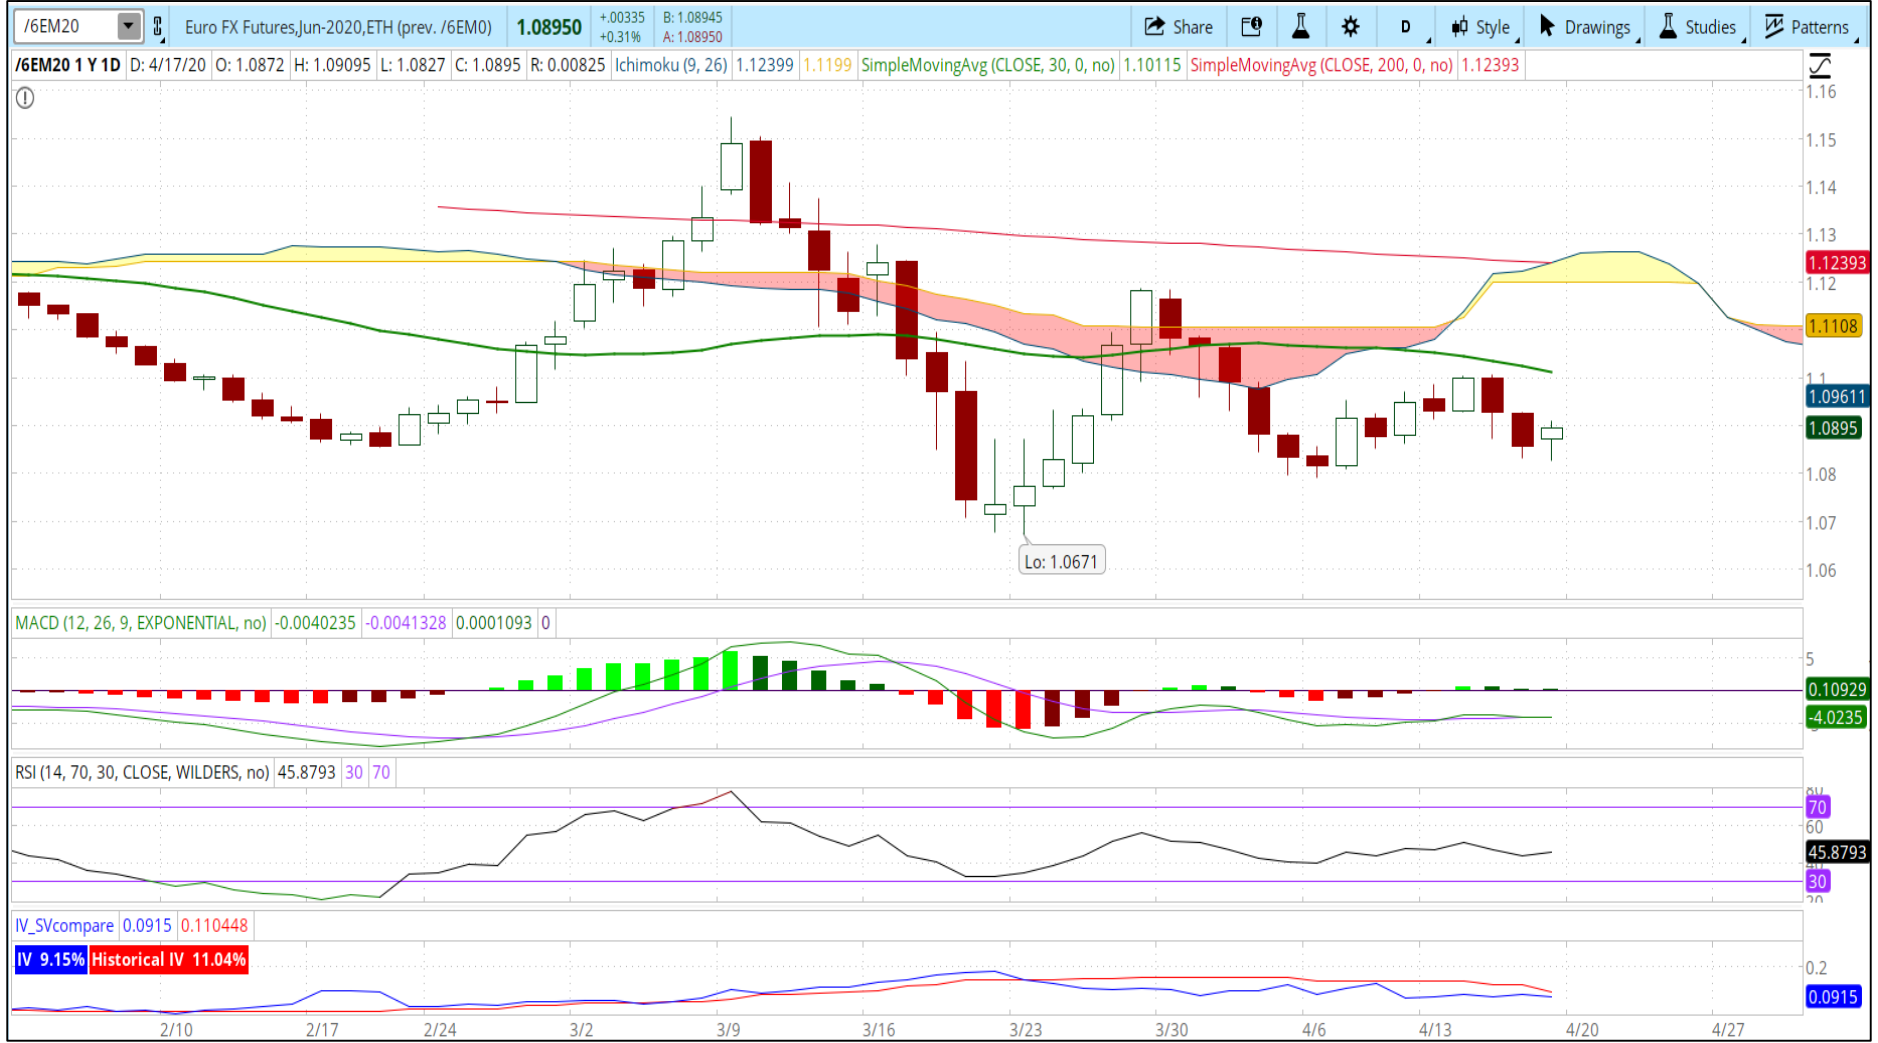 /6EM20 Euro FX Futures,Jun-2020,ETH (prev. /6EM0) 1.08950 +.00335 B: 1.08945 Share D Style Drawings Studies Patterns
+0.31% A: 1.08950
/6EM20 1 Y 1D D: 4/17/20 O: 1.0872 H: 1.09095 L: 1.0827 C: 1.0895 R: 0.00825 Ichimoku (9, 26) 1.12399 1.1199 SimpleMovingAvg (CLOSE, 30, 0, no) 1.10115 SimpleMovingAvg (CLOSE, 200, 0, no) 1.12393
1.16
1.15
1.14
1.13
1.12393
1.12
1.1108
1.1
1.09611
1.0895
1.08
1.07
Lo: 1.0671
1.06
MACD (12, 26, 9, EXPONENTIAL, no) -0.0040235 -0.0041328 0.0001093 0
5
0.10929
-4.0235
RSI (14, 70, 30, CLOSE, WILDERS, no) 45.8793 30 70
80
70
60
45.8793
30
20
IV_SVcompare 0.0915 0.110448
IV 9.15% Historical IV 11.04%
0.2
0.0915
2/10 2/17 2/24 3/2 3/9 3/16 3/23 3/30 4/6 4/13 4/20 4/27